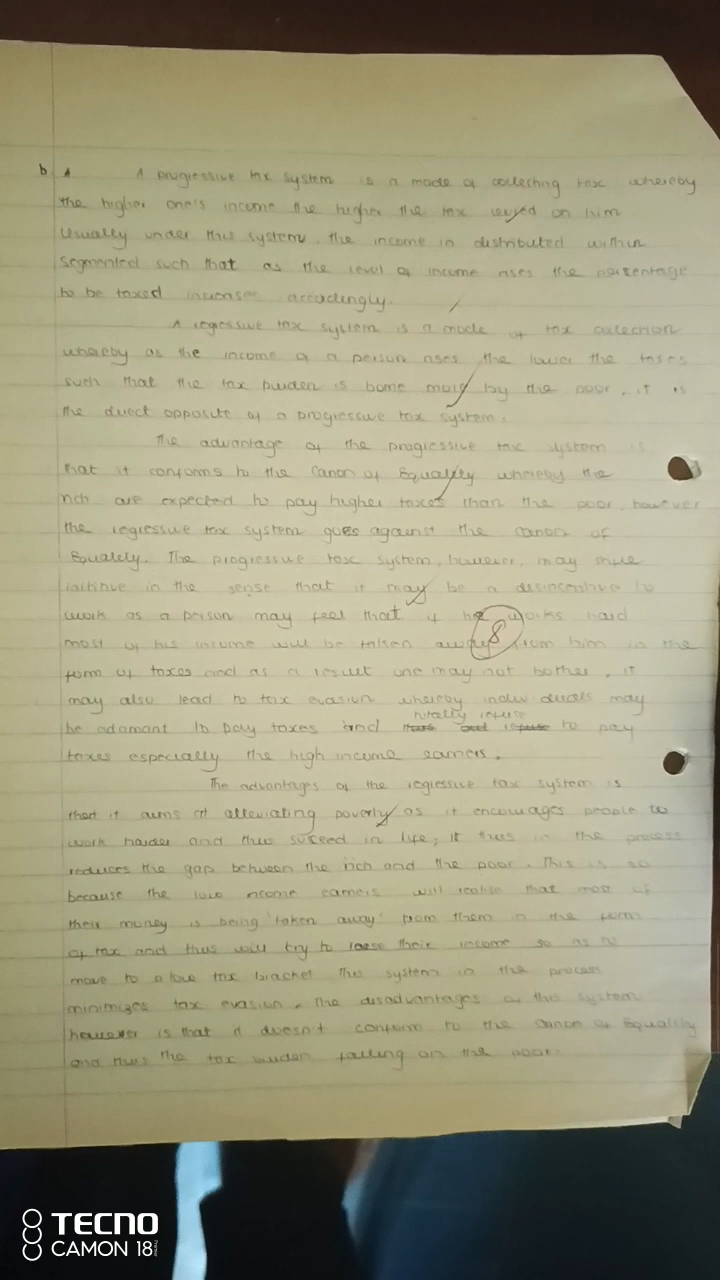 b A progressive tax system is a mode of collecting tax whereby
the higher one's income the higher the tax levyed on him
Usually under this system, the income in distributed within
segmented such that as the level of income rises the percentage
to be taxed increases accordingly.
A regressive tax system is a mode of tax collection
whereby as the income of a person rises the lower the taxes
such that the tax burden is borne more by the poor, it is
the direct opposite of a progressive tax system.
The advantage of the progressive tax system is
that it conforms to the Canon of Equality whereby the
rich are expected to pay higher taxes than the poor, however
the regressive tax system goes against the canon of
Equality. The progressive tax system, however, may stifle
initiative in the sense that it may be a desincentive to
work as a person may feel that if he works hard
most of his income will be taken away from him in the
form of taxes and as a result one may not bother, it
may also lead to tax evasion whereby individuals may
be adamant to pay taxes and totally refuse to pay
taxes especially the high income earners.
8
The advantages of the regressive tax system is
that it aims at alleviating poverty as it encourages people to
work harder and thus succeed in life, it thus in the process
reduces the gap between the rich and the poor. This is so
because the low income earners will realise that most of
their money is being 'taken away' from them in the form
of tax and thus will try to their income so as to
move to a low tax bracket this system in the process
minimizes tax evasion. The disadvantages of this system
however is that it doesn't conform to the Canon of Equality
and thus the tax burden falling on the poor.
TECNO
CAMON 18 Premier